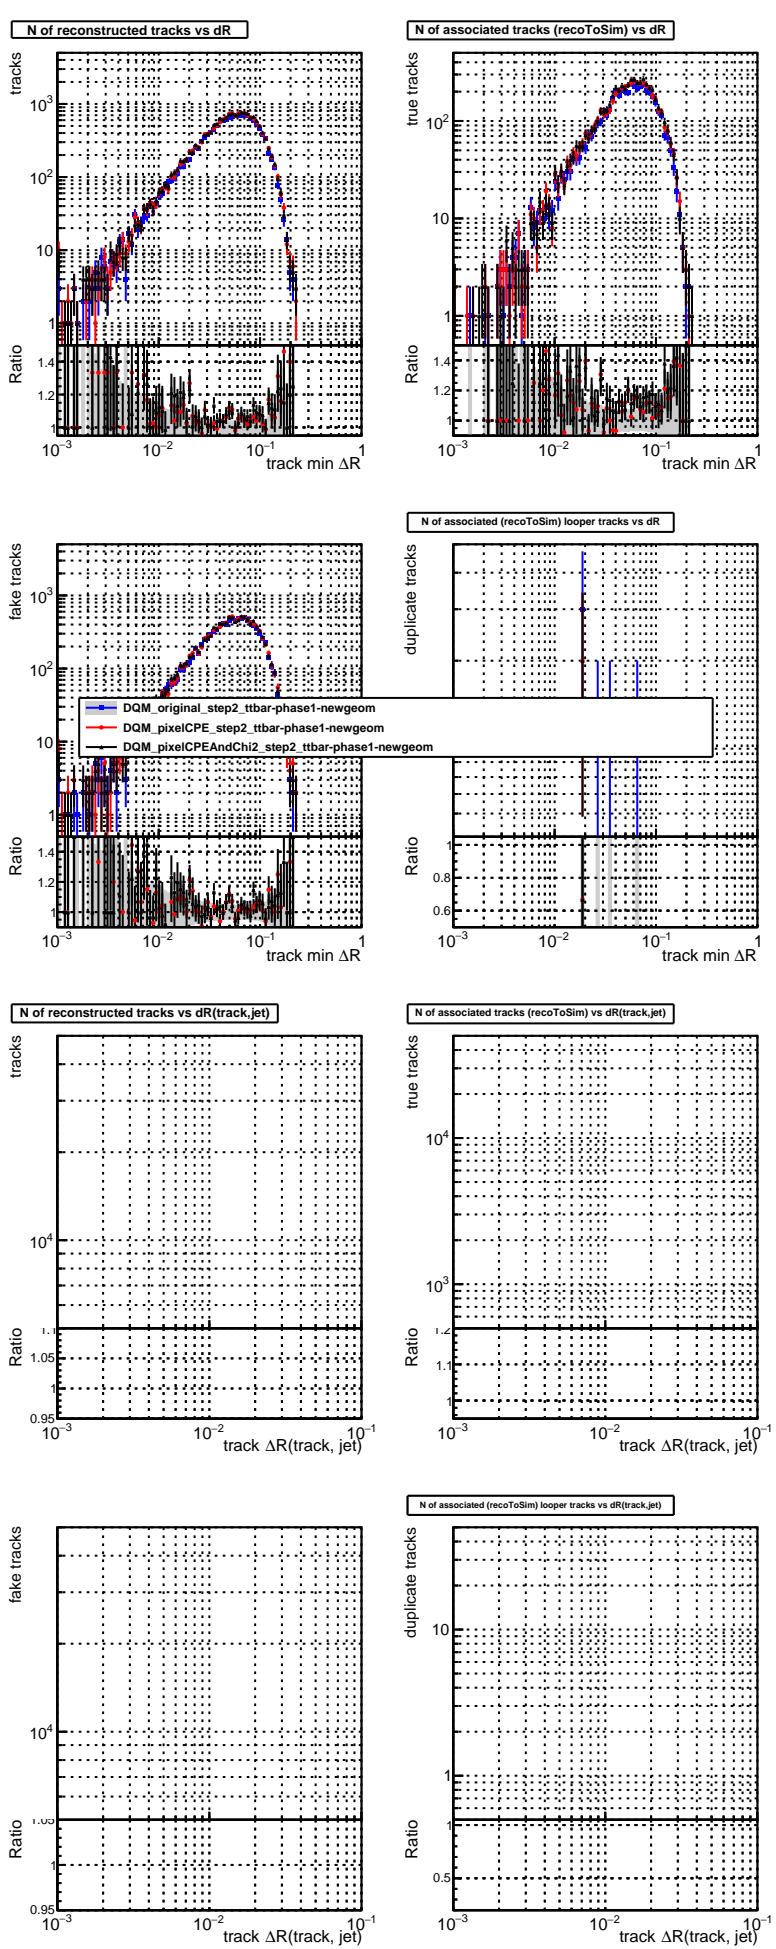 N of reconstructed tracks vs dR
tracks
10³
10²
10
1
Ratio
1.4
1.2
1
10⁻³
10⁻²
10⁻¹
1
track min ΔR
N of associated tracks (recoToSim) vs dR
true tracks
10²
10
1
Ratio
1.4
1.2
1
10⁻³
10⁻²
10⁻¹
1
track min ΔR
fake tracks
10³
10²
10
1
Ratio
1.4
1.2
1
10⁻³
10⁻²
10⁻¹
1
track min ΔR
N of associated (recoToSim) looper tracks vs dR
duplicate tracks
Ratio
1
0.8
0.6
10⁻³
10⁻²
10⁻¹
1
track min ΔR
DQM_original_step2_ttbar-phase1-newgeom
DQM_pixelCPE_step2_ttbar-phase1-newgeom
DQM_pixelCPEAndChi2_step2_ttbar-phase1-newgeom
N of reconstructed tracks vs dR(track,jet)
tracks
10⁴
Ratio
1.1
1.05
1
0.95
10⁻³
10⁻²
10⁻¹
track ΔR(track, jet)
N of associated tracks (recoToSim) vs dR(track,jet)
true tracks
10⁴
10³
Ratio
1.2
1.1
1
10⁻³
10⁻²
10⁻¹
track ΔR(track, jet)
fake tracks
10⁴
Ratio
1.05
1
0.95
10⁻³
10⁻²
10⁻¹
track ΔR(track, jet)
N of associated (recoToSim) looper tracks vs dR(track,jet)
duplicate tracks
10
1
Ratio
1
0.5
10⁻³
10⁻²
10⁻¹
track ΔR(track, jet)